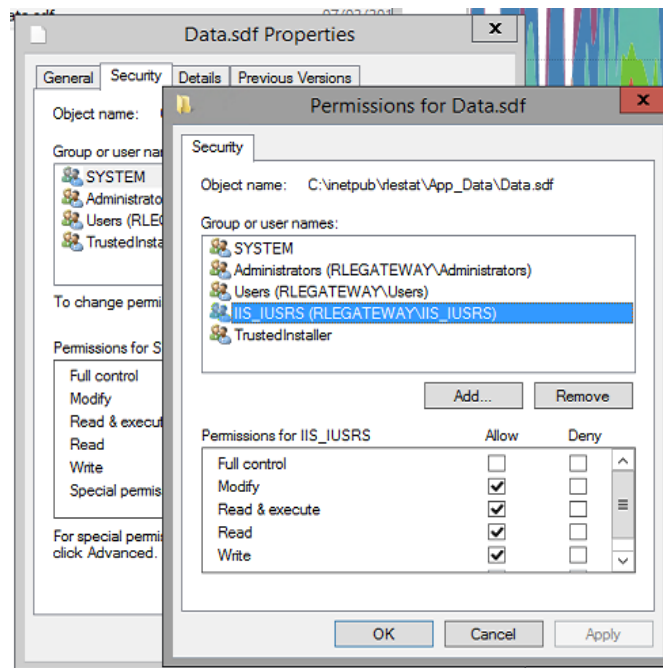 Data.sdf Properties
x
General Security Details Previous Versions
Object name:
Group or user nar
SYSTEM
Administrato
Users (RLEG
TrustedInsta
To change permi
Permissions for S
Full control
Modify
Read & execut
Read
Write
Special permis
For special permis
click Advanced.
Permissions for Data.sdf
x
Security
Object name: C:\inetpub\rlestat\App_Data\Data.sdf
Group or user names:
SYSTEM
Administrators (RLEGATEWAY\Administrators)
Users (RLEGATEWAY\Users)
IIS_IUSRS (RLEGATEWAY\IIS_IUSRS)
TrustedInstaller
Add... Remove
Permissions for IIS_IUSRS Allow Deny
Full control
Modify
Read & execute
Read
Write
OK Cancel Apply